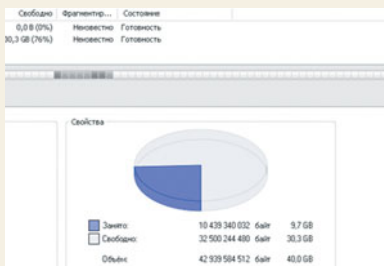 Свободно Фрагментир... Состояние
0,0 B (0%) Неизвестно Готовность
30,3 GB (76%) Неизвестно Готовность
Свойства
Занято: 10 439 340 032 байт 9,7 GB
Свободно: 32 500 244 480 байт 30,3 GB
Объём: 42 939 584 512 байт 40,0 GB